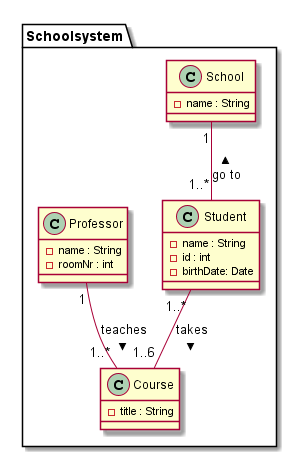 Schoolsystem
C School
name : String
1
▲
go to
1..*
C Professor
name : String
roomNr : int
C Student
name : String
id : int
birthDate: Date
1
1..*
teaches
▼
takes
▼
1..*
1..6
C Course
title : String